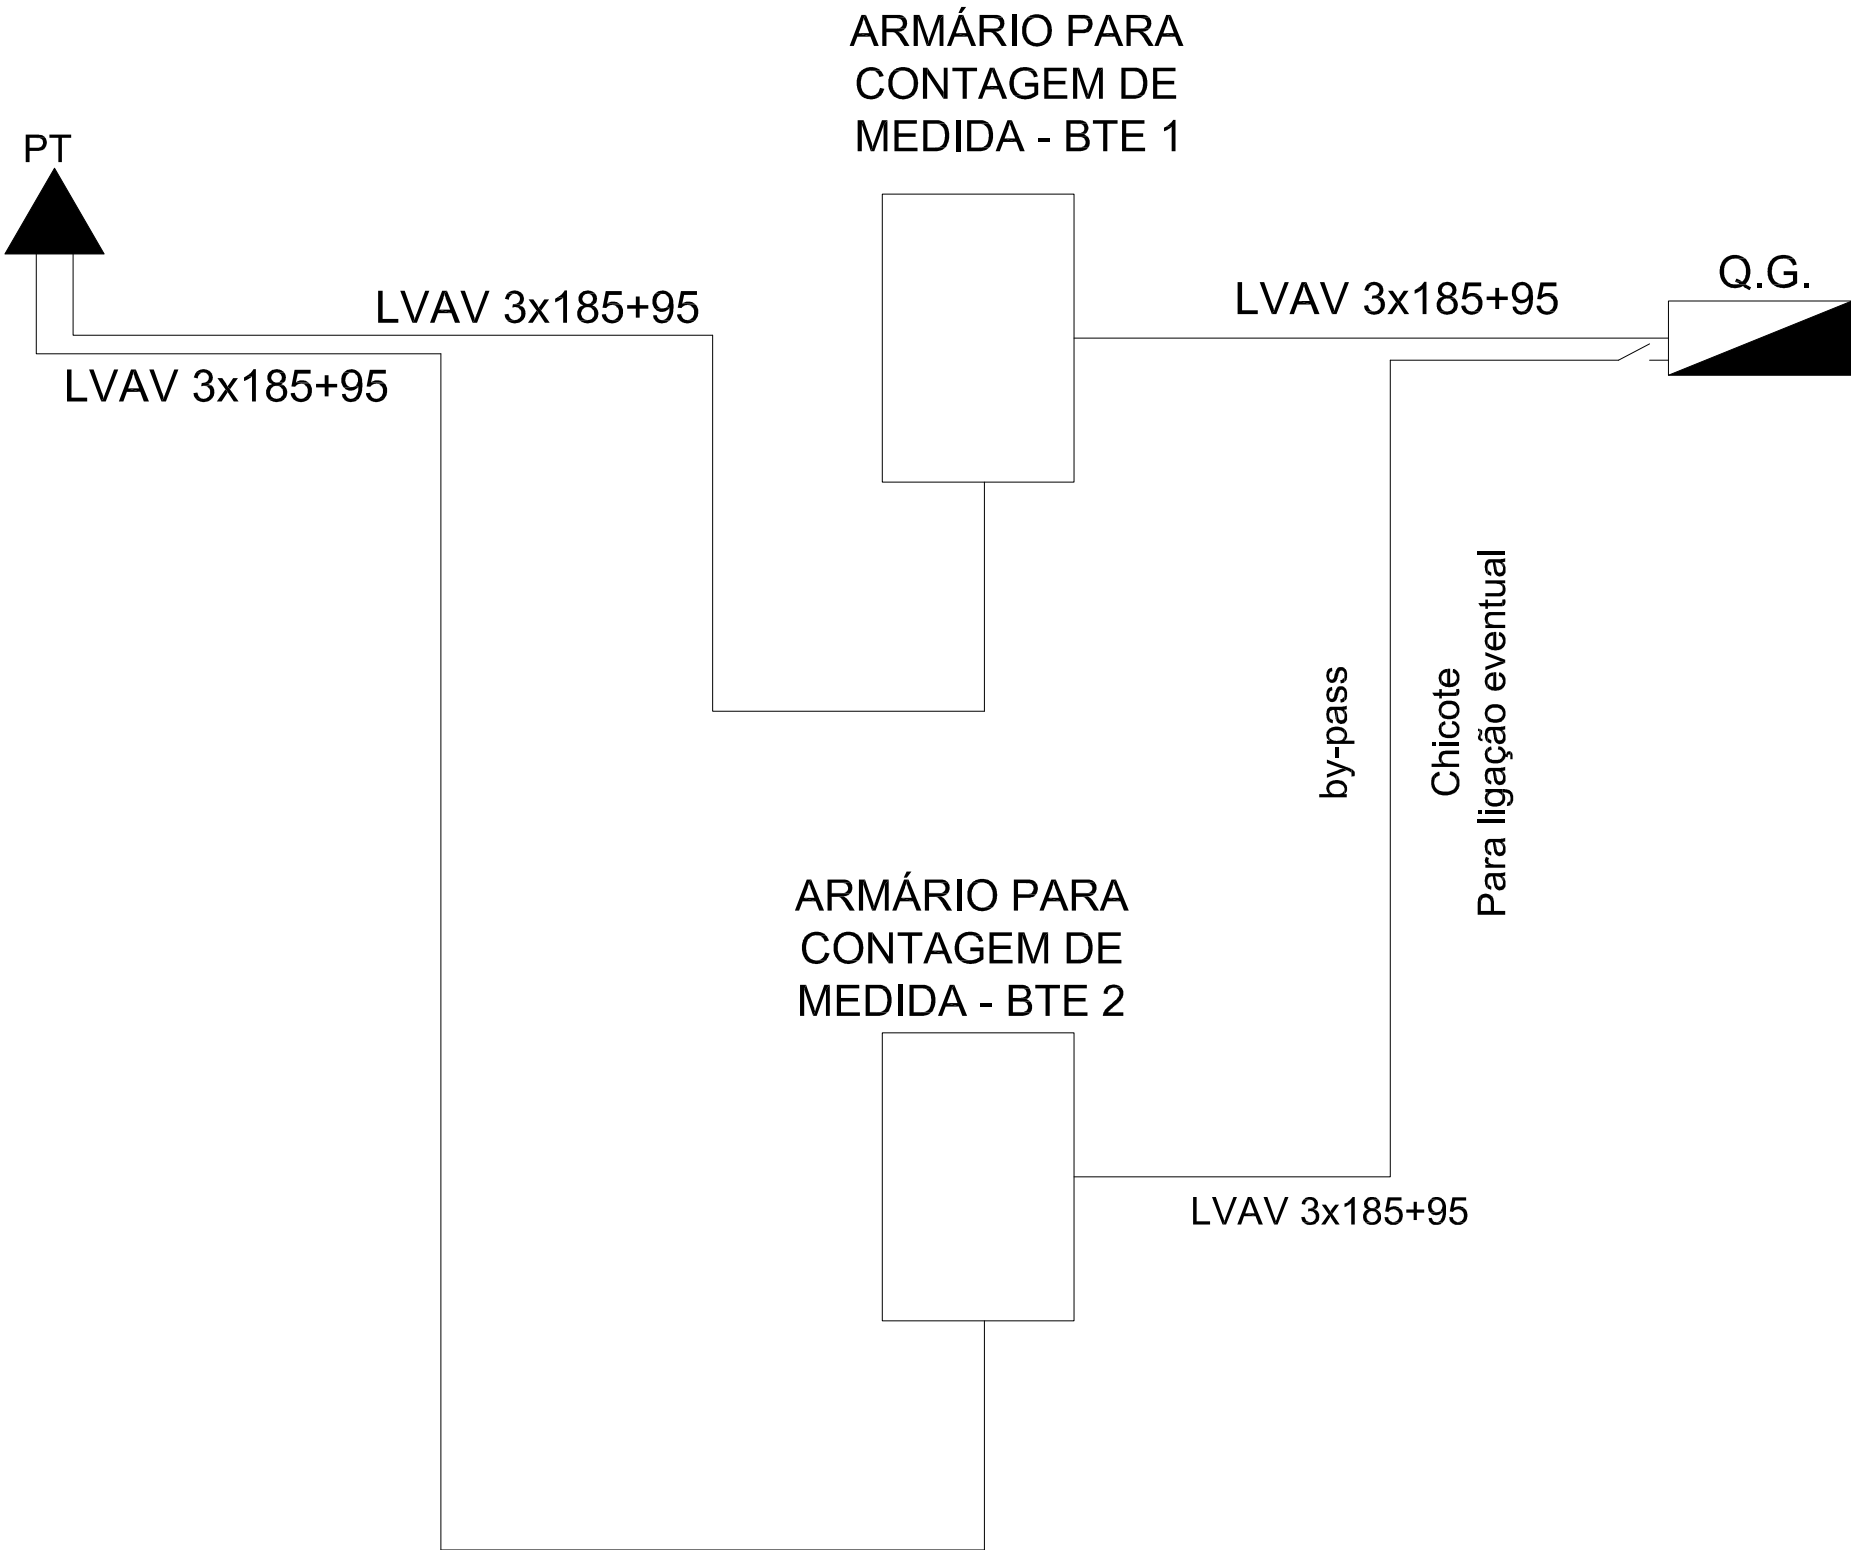 ARMÁRIO PARA
CONTAGEM DE
MEDIDA - BTE 1
PT
Q.G.
LVAV 3x185+95
LVAV 3x185+95
LVAV 3x185+95
by-pass
Chicote
Para ligação eventual
ARMÁRIO PARA
CONTAGEM DE
MEDIDA - BTE 2
LVAV 3x185+95